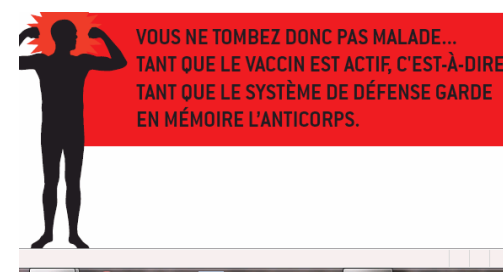 VOUS NE TOMBEZ DONC PAS MALADE...
TANT QUE LE VACCIN EST ACTIF, C'EST-À-DIRE
TANT QUE LE SYSTÈME DE DÉFENSE GARDE
EN MÉMOIRE L'ANTICORPS.